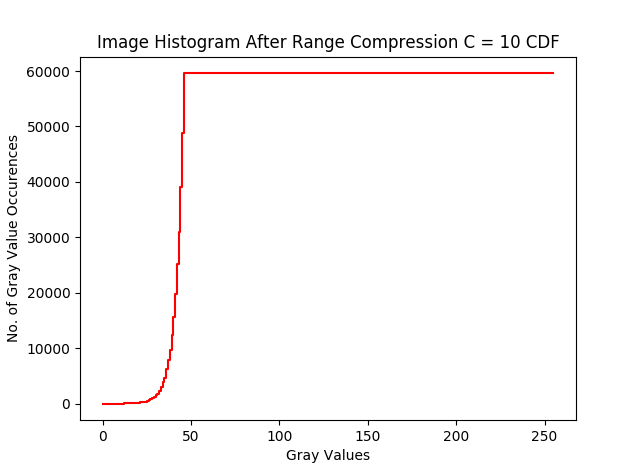 Image Histogram After Range Compression C = 10 CDF
60000
50000
40000
30000
20000
10000
0
No. of Gray Value Occurences
0 50 100 150 200 250
Gray Values